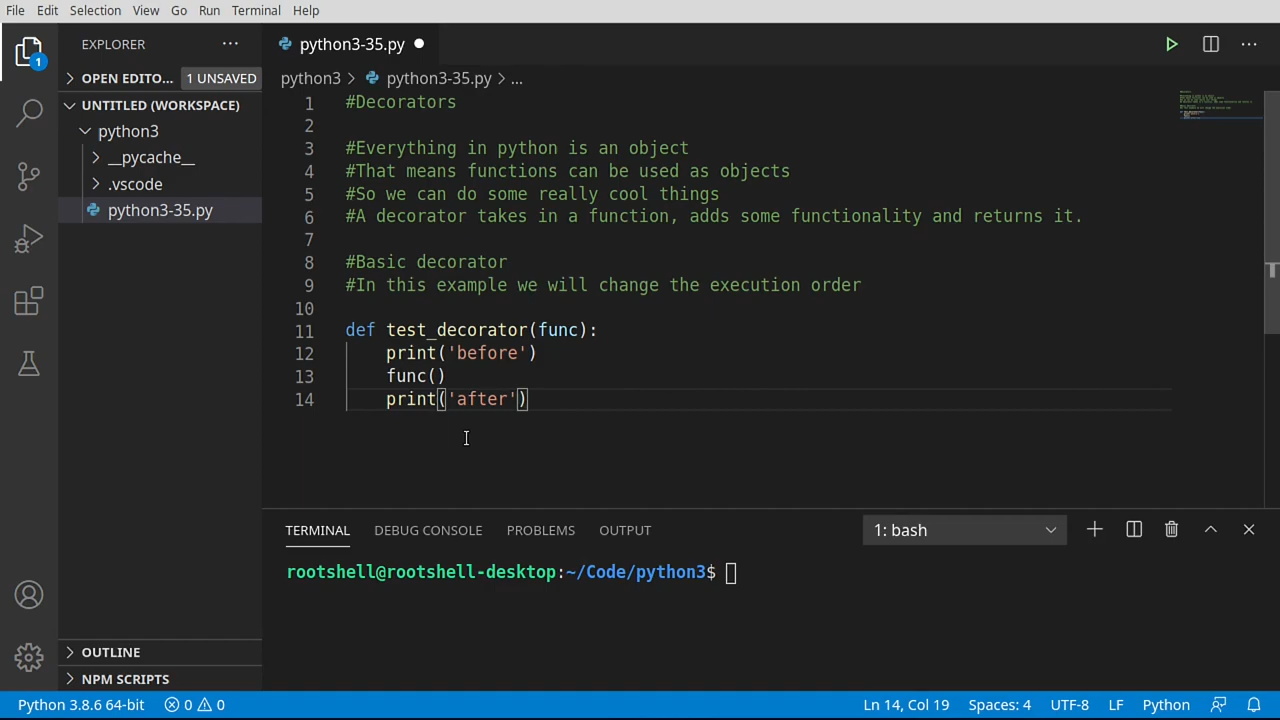 File Edit Selection View Go Run Terminal Help
EXPLORER
python3-35.py
1
OPEN EDITO... 1 UNSAVED
python3 > python3-35.py > ...
UNTITLED (WORKSPACE)
python3
__pycache__
.vscode
python3-35.py
1 #Decorators
2
3 #Everything in python is an object
4 #That means functions can be used as objects
5 #So we can do some really cool things
6 #A decorator takes in a function, adds some functionality and returns it.
7
8 #Basic decorator
9 #In this example we will change the execution order
10
11 def test_decorator(func):
12     print('before')
13     func()
14     print('after')
TERMINAL DEBUG CONSOLE PROBLEMS OUTPUT 1: bash
rootshell@rootshell-desktop:~/Code/python3$
OUTLINE
NPM SCRIPTS
Python 3.8.6 64-bit 0 0 Ln 14, Col 19 Spaces: 4 UTF-8 LF Python